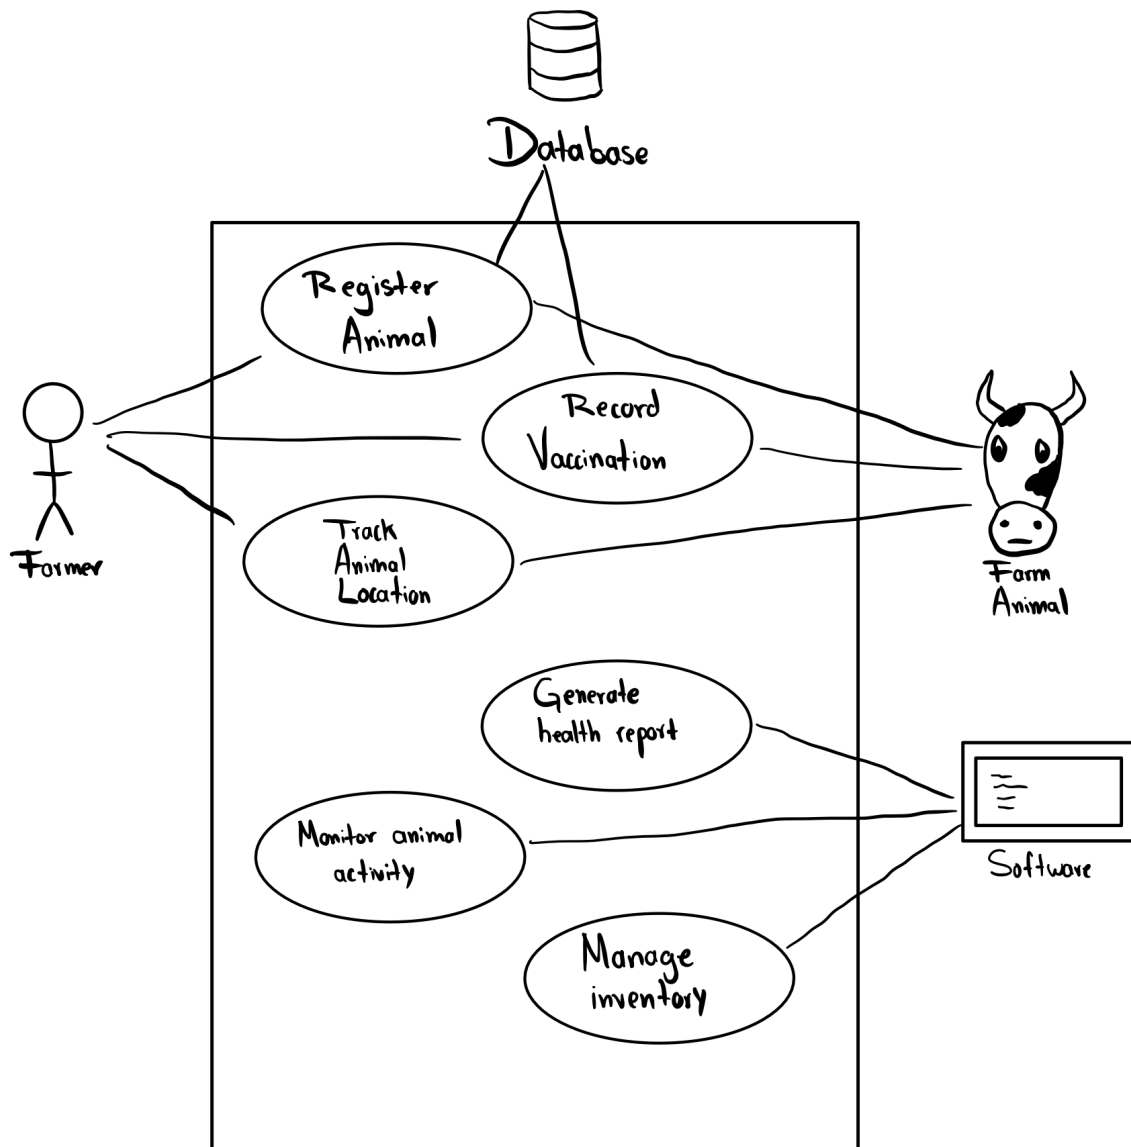 Database
Register
Animal
Record
Vaccination
Track
Animal
Location
Farmer
Farm
Animal
Generate
health report
Monitor animal
activity
Software
Manage
inventory